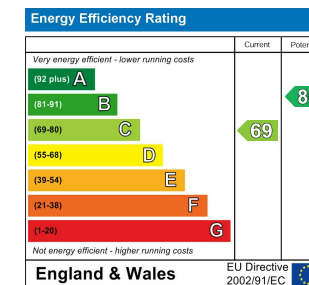 Energy Efficiency Rating
Current
Very energy efficient - lower running costs
(92 plus) A
(81-91) B
(69-80) C
69
(55-68) D
(39-54) E
(21-38) F
(1-20) G
Not energy efficient - higher running costs
England & Wales
EU Directive
2002/91/EC